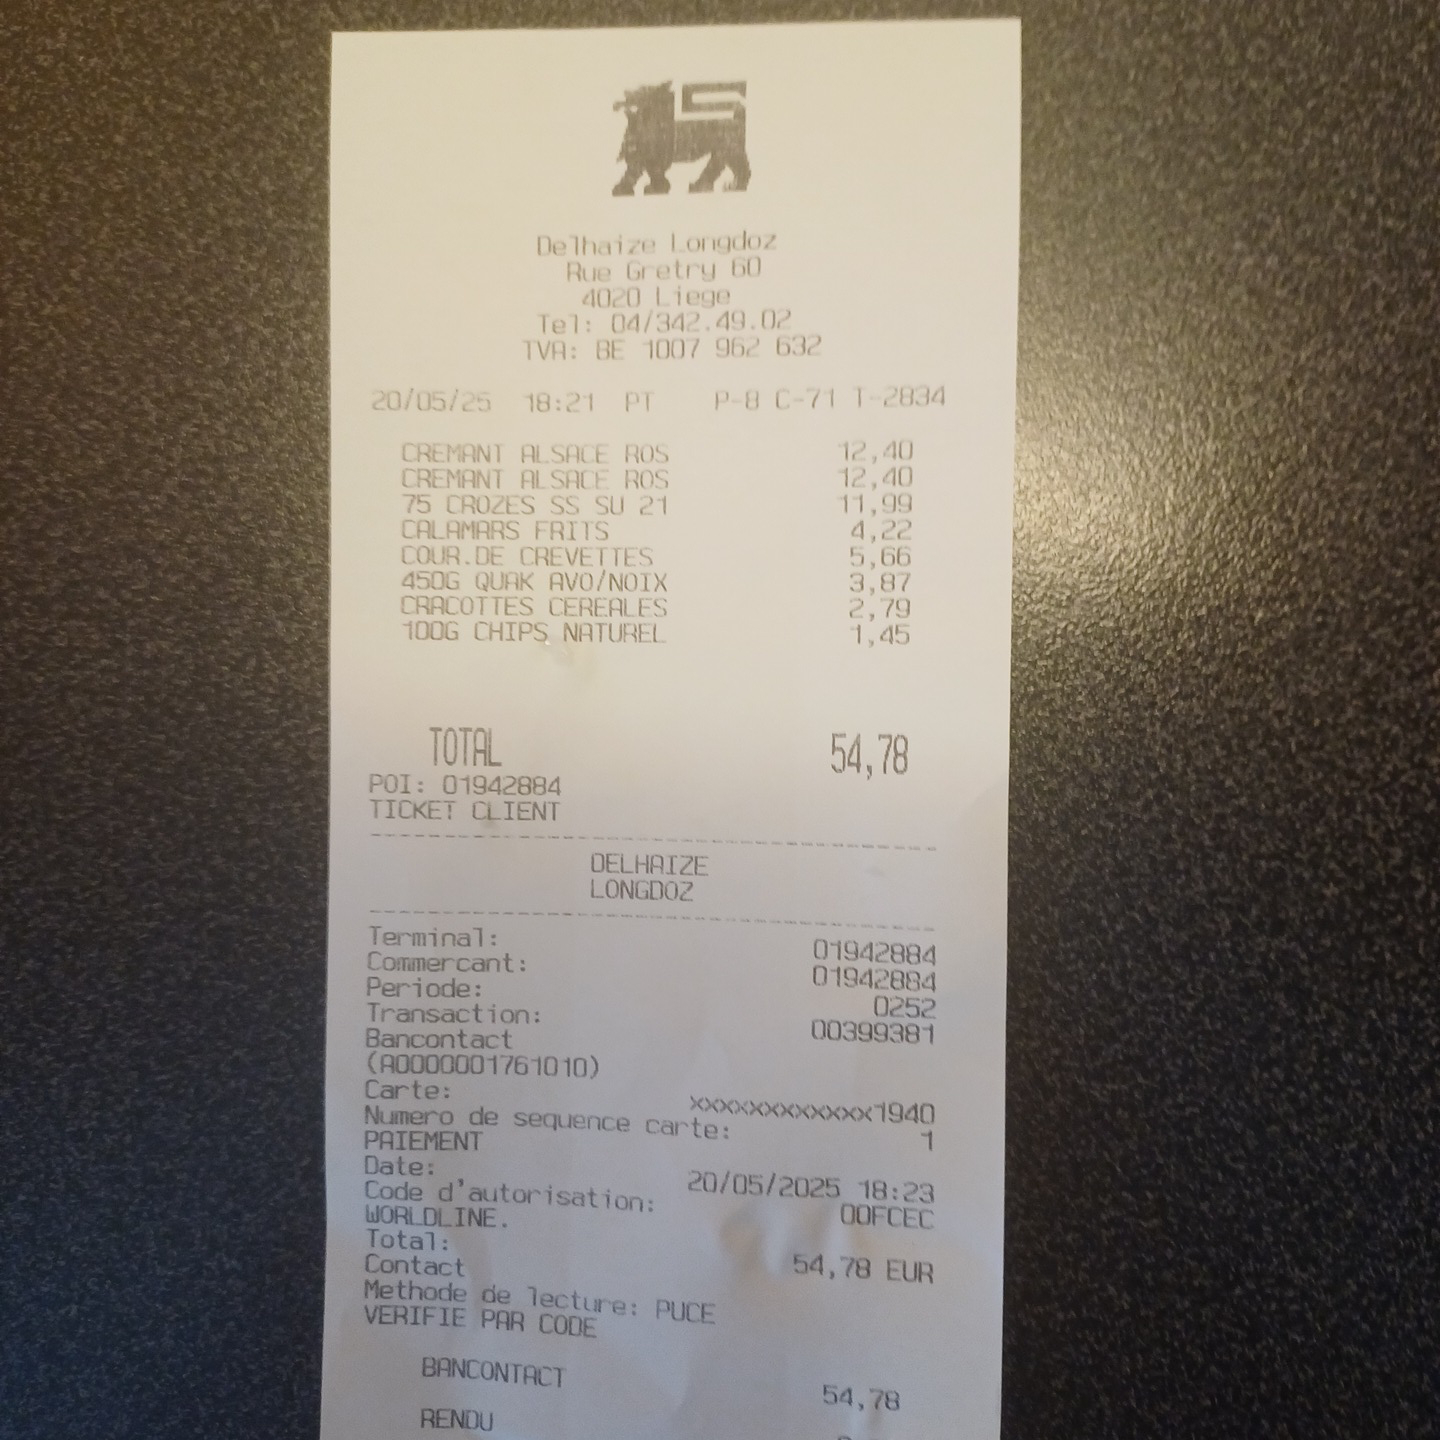 Delhaize Longdoz
Rue Gretry 60
4020 Liege
Tel: 04/342.49.02
TVA: BE 1007 962 632
20/05/25 18:21 PT P-8 C-71 T-2834
CREMANT ALSACE ROS 12,40
CREMANT ALSACE ROS 12,40
75 CROZES SS SU 21 11,99
CALAMARS FRITS 4,22
COUR.DE CREVETTES 5,66
450G QUAK AVO/NOIX 3,87
CRACOTTES CEREALES 2,79
100G CHIPS NATUREL 1,45
TOTAL 54,78
POI: 01942884
TICKET CLIENT
DELHAIZE
LONGDOZ
Terminal: 01942884
Commercant: 01942884
Periode: 0252
Transaction: 00399381
Bancontact
(A0000001761010)
Carte: xxxxxxxxxxxxx1940
Numero de sequence carte: 1
PAIEMENT
Date: 20/05/2025 18:23
Code d'autorisation: 00FCEC
WORLDLINE.
Total: 54,78 EUR
Contact
Methode de lecture: PUCE
VERIFIE PAR CODE
BANCONTACT 54,78
RENDU